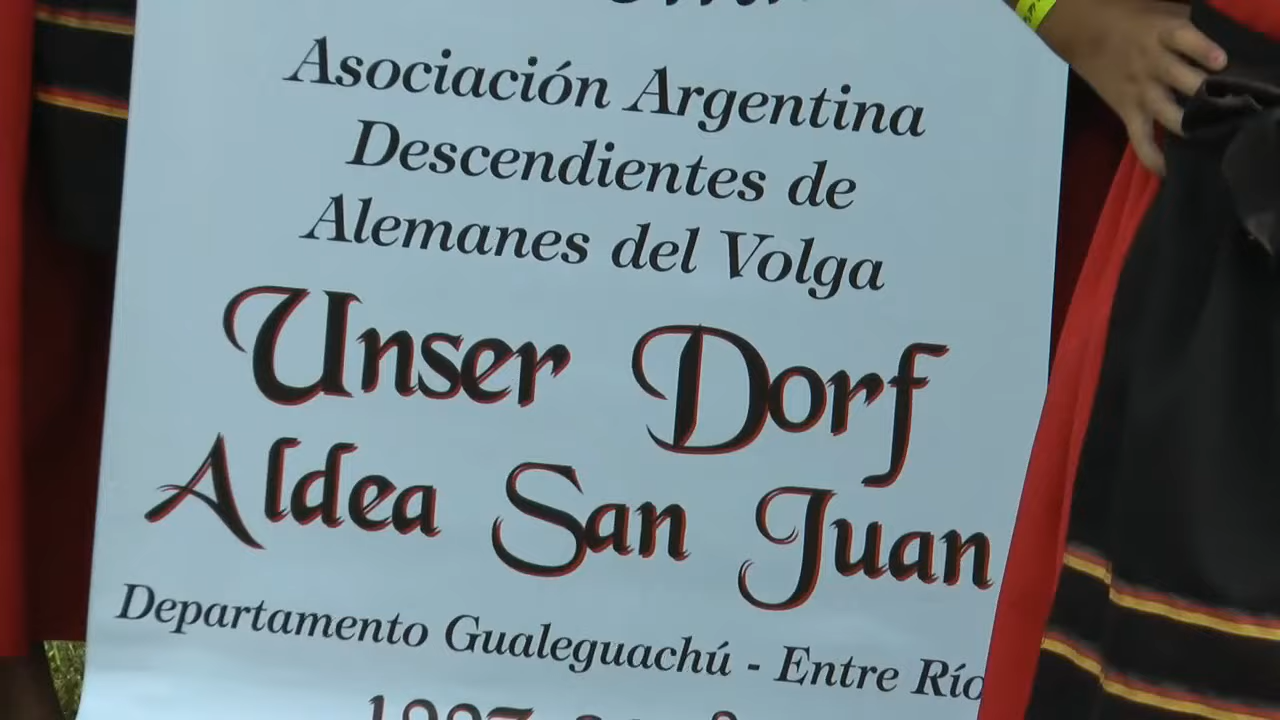 Asociación Argentina
Descendientes de
Alemanes del Volga
Unser Dorf
Aldea San Juan
Departamento Gualeguachú - Entre Río